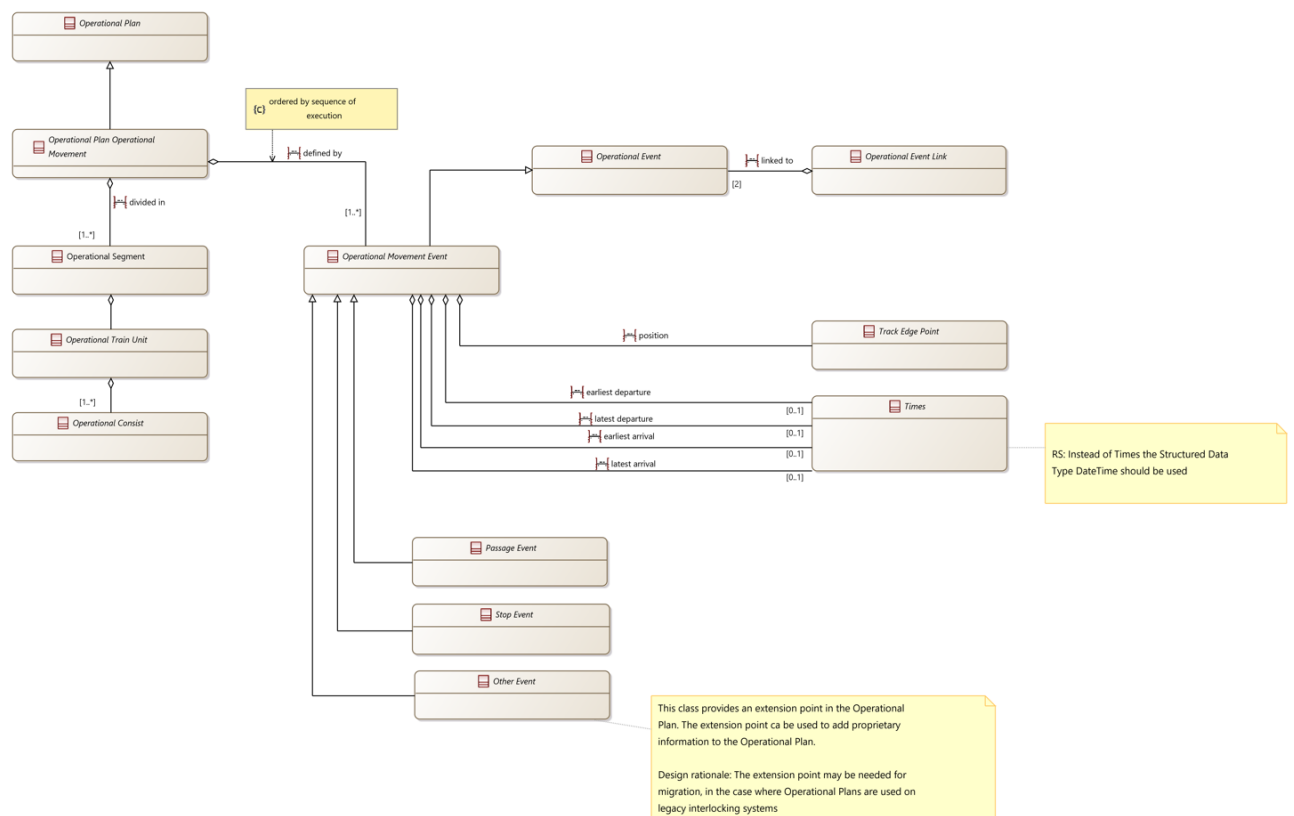 Operational Plan
ordered by sequence of
{C}
execution
Operational Plan Operational
Movement
defined by
Operational Event
linked to
Operational Event Link
[2]
divided in
[1..*]
[1..*]
Operational Segment
Operational Movement Event
Operational Train Unit
position
Track Edge Point
[1..*]
earliest departure
[0..1]
Times
Operational Consist
latest departure
[0..1]
earliest arrival
[0..1]
latest arrival
[0..1]
RS: Instead of Times the Structured Data
Type DateTime should be used
Passage Event
Stop Event
Other Event
This class provides an extension point in the Operational
Plan. The extension point ca be used to add proprietary
information to the Operational Plan.
Design rationale: The extension point may be needed for
migration, in the case where Operational Plans are used on
legacy interlocking systems